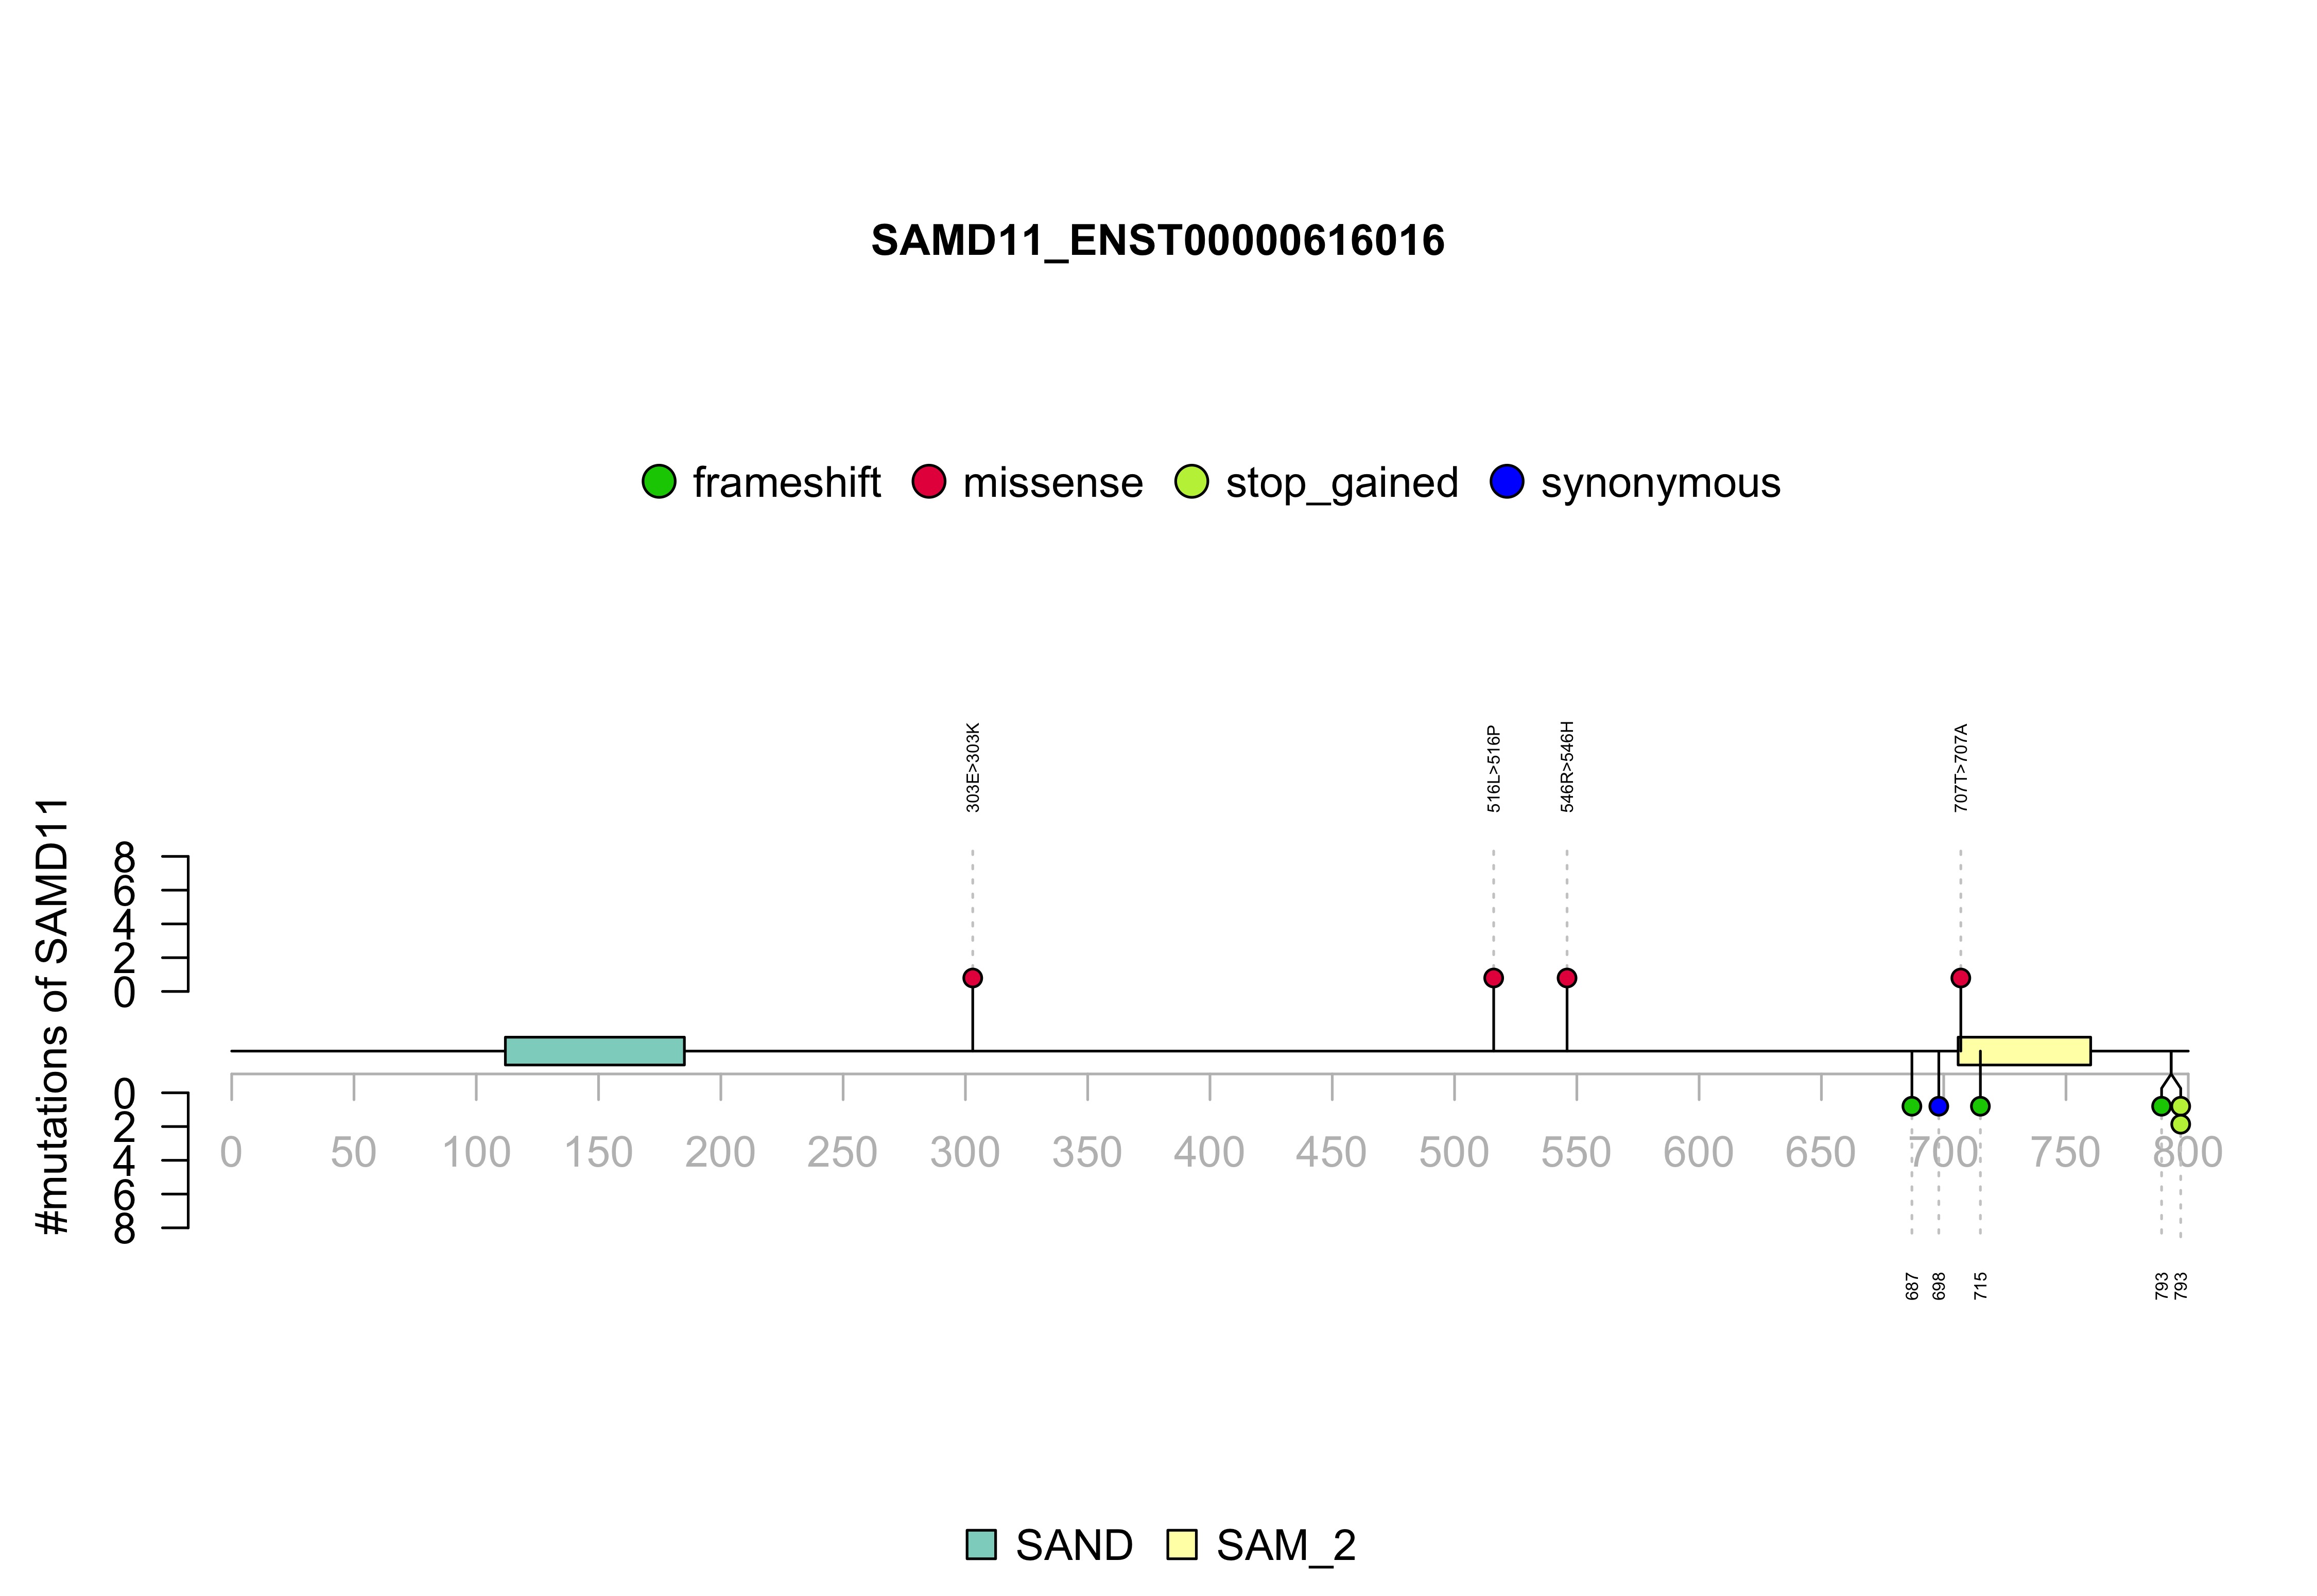 SAMD11_ENST00000616016
frameshift missense stop_gained synonymous
303E>303K 516L>516P 546R>546H 707T>707A
#mutations of SAMD11
8
6
4
2
0
0
2
4
6
8
0 50 100 150 200 250 300 350 400 450 500 550 600 650 700 750 800
687 698 715 793 793
SAND SAM_2